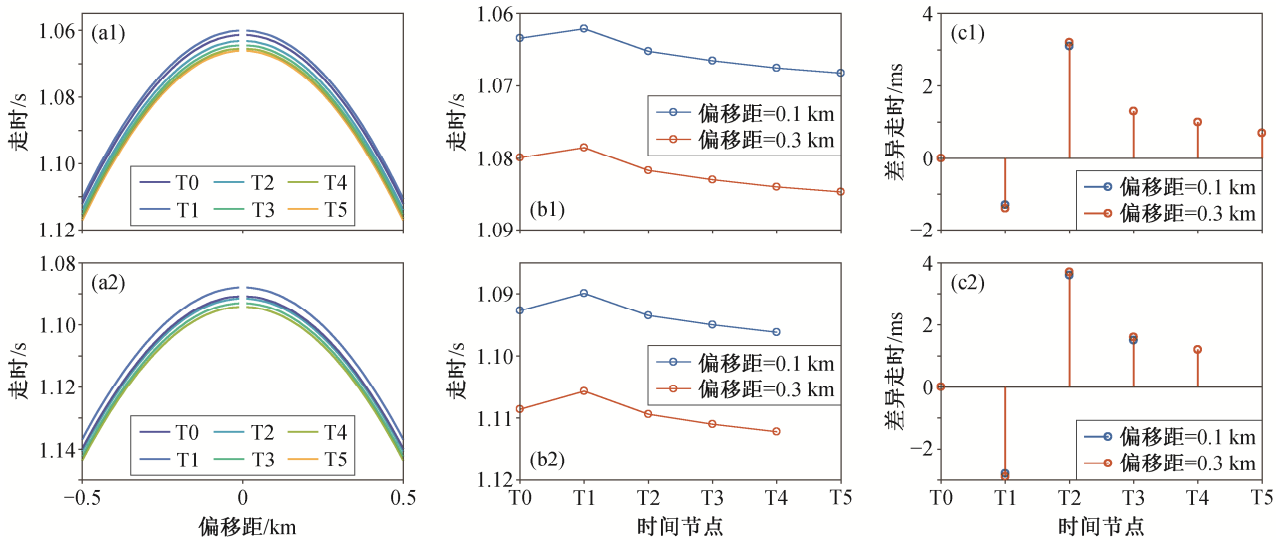 (a1)
走时/s
1.06
1.08
1.10
1.12
T0 T2 T4
T1 T3 T5
(b1)
走时/s
1.06
1.07
1.08
1.09
偏移距=0.1 km
偏移距=0.3 km
(c1)
差异走时/ms
4
2
0
−2
偏移距=0.1 km
偏移距=0.3 km
(a2)
走时/s
1.08
1.10
1.12
1.14
T0 T2 T4
T1 T3 T5
−0.5 0 0.5
偏移距/km
(b2)
走时/s
1.09
1.10
1.11
1.12
偏移距=0.1 km
偏移距=0.3 km
T0 T1 T2 T3 T4 T5
时间节点
(c2)
差异走时/ms
4
2
0
−2
偏移距=0.1 km
偏移距=0.3 km
T0 T1 T2 T3 T4 T5
时间节点